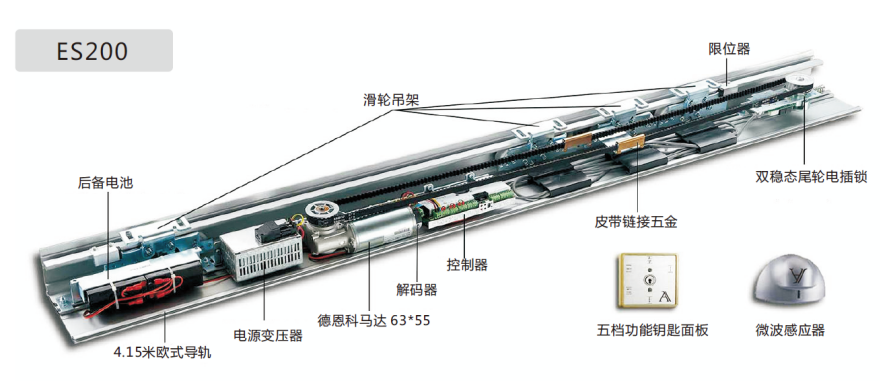 ES200
限位器
滑轮吊架
后备电池
双稳态尾轮电插锁
皮带链接五金
控制器
解码器
德恩科马达 63*55
电源变压器
4.15米欧式导轨
五档功能钥匙面板
微波感应器